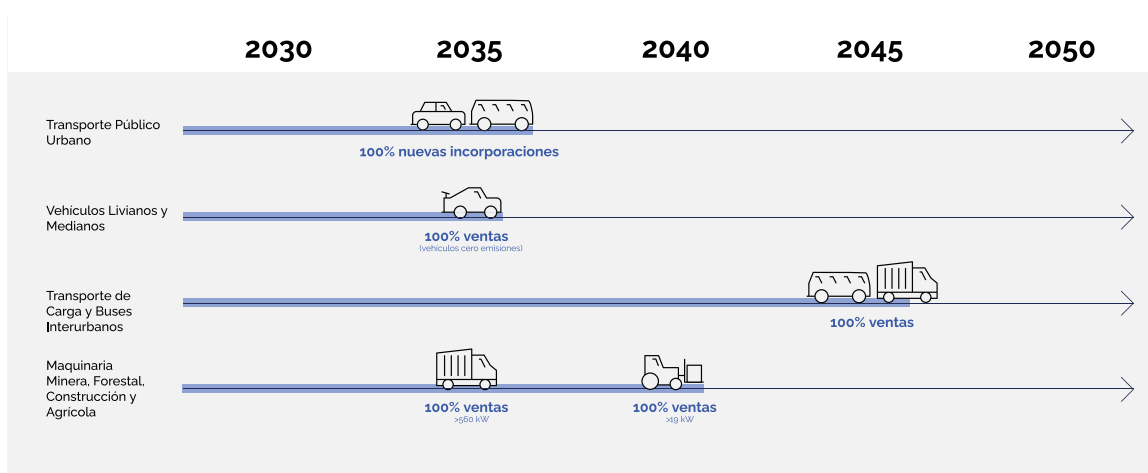 2030 2035 2040 2045 2050
Transporte Público
Urbano
100% nuevas incorporaciones
Vehículos Livianos y
Medianos
100% ventas
(vehículos cero emisiones)
Transporte de
Carga y Buses
Interurbanos
100% ventas
Maquinaria
Minera, Forestal,
Construcción y
Agrícola
100% ventas
>560 kW
100% ventas
>19 kW